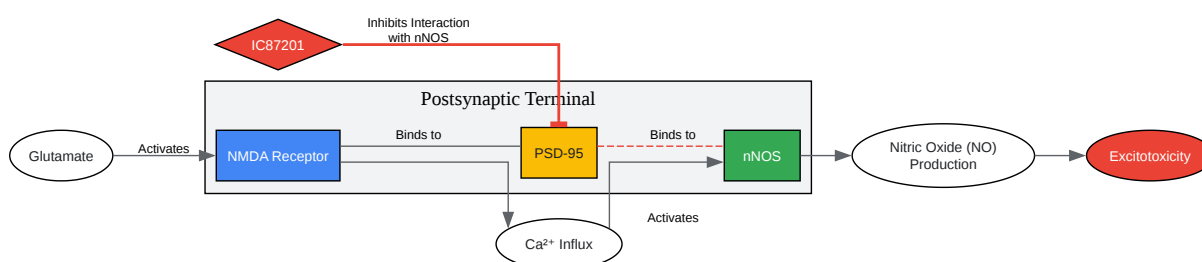 IC87201
Inhibits Interaction
with nNOS
Postsynaptic Terminal
Glutamate
Activates
NMDA Receptor
Binds to
PSD-95
Binds to
nNOS
Nitric Oxide (NO)
Production
Excitotoxicity
Activates
Ca²⁺ Influx